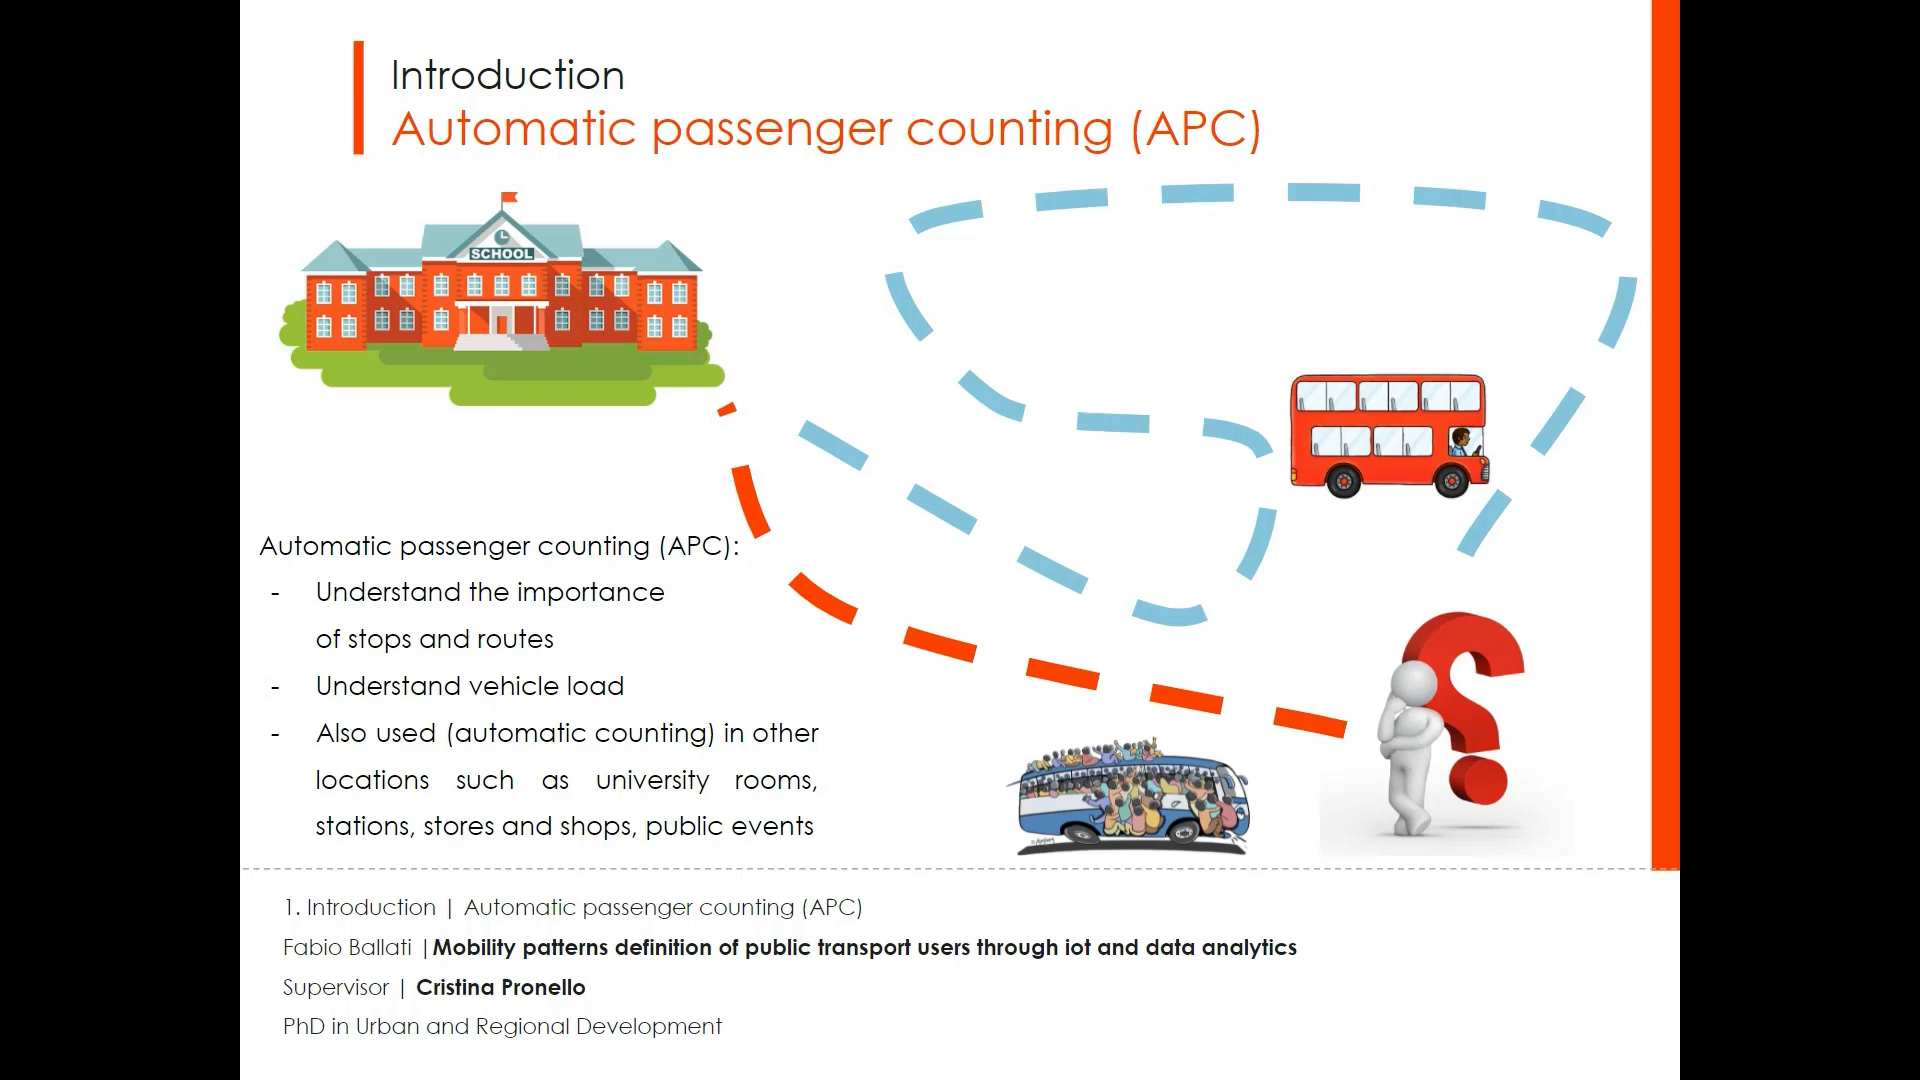 Introduction
Automatic passenger counting (APC)
SCHOOL
Automatic passenger counting (APC):
- Understand the importance
of stops and routes
- Understand vehicle load
- Also used (automatic counting) in other
locations such as university rooms,
stations, stores and shops, public events
1. Introduction | Automatic passenger counting (APC)
Fabio Ballati |Mobility patterns definition of public transport users through iot and data analytics
Supervisor | Cristina Pronello
PhD in Urban and Regional Development